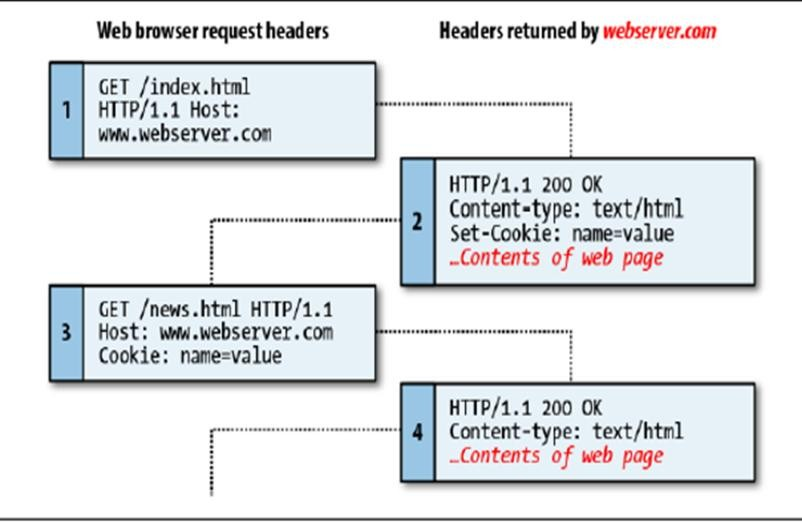 Web browser request headers
Headers returned by webserver.com
1
GET /index.html
HTTP/1.1 Host:
www.webserver.com
2
HTTP/1.1 200 OK
Content-type: text/html
Set-Cookie: name=value
…Contents of web page
3
GET /news.html HTTP/1.1
Host: www.webserver.com
Cookie: name=value
4
HTTP/1.1 200 OK
Content-type: text/html
…Contents of web page